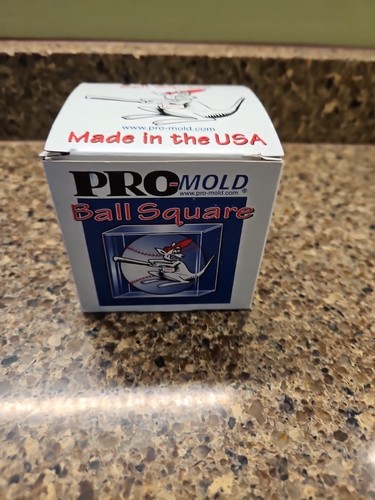 www.pro-mold.com
Made in the USA
PRO-MOLD®
www.pro-mold.com
Ball Square